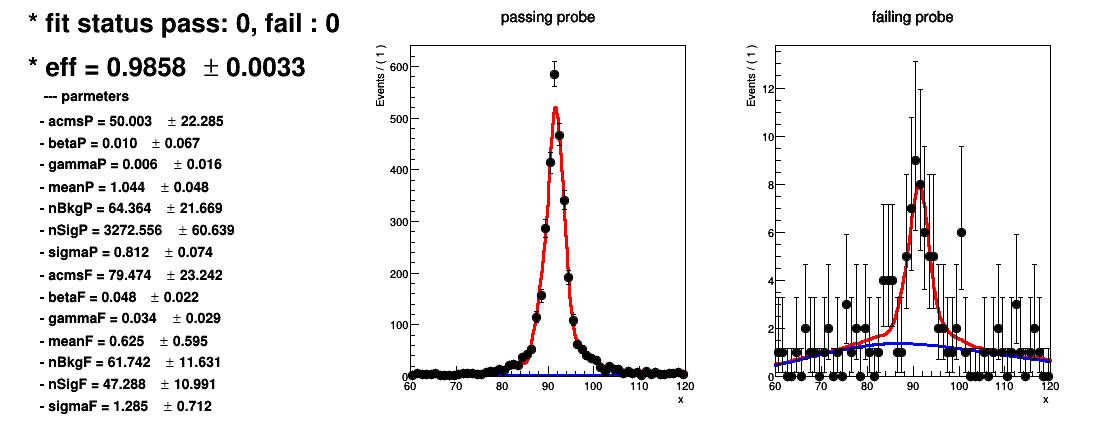 * fit status pass: 0, fail : 0
* eff = 0.9858 ± 0.0033
--- parmeters
- acmsP = 50.003 ± 22.285
- betaP = 0.010 ± 0.067
- gammaP = 0.006 ± 0.016
- meanP = 1.044 ± 0.048
- nBkgP = 64.364 ± 21.669
- nSigP = 3272.556 ± 60.639
- sigmaP = 0.812 ± 0.074
- acmsF = 79.474 ± 23.242
- betaF = 0.048 ± 0.022
- gammaF = 0.034 ± 0.029
- meanF = 0.625 ± 0.595
- nBkgF = 61.742 ± 11.631
- nSigF = 47.288 ± 10.991
- sigmaF = 1.285 ± 0.712
passing probe
Events / ( 1 )
600
500
400
300
200
100
0
60 70 80 90 100 110 120
x
failing probe
Events / ( 1 )
12
10
8
6
4
2
0
60 70 80 90 100 110 120
x